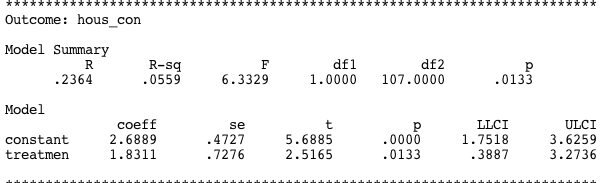 **************************************************************************
Outcome: hous_con
Model Summary
R R-sq F df1 df2 p
.2364 .0559 6.3329 1.0000 107.0000 .0133
Model
coeff se t p LLCI ULCI
constant 2.6889 .4727 5.6885 .0000 1.7518 3.6259
treatmen 1.8311 .7276 2.5165 .0133 .3887 3.2736
**************************************************************************